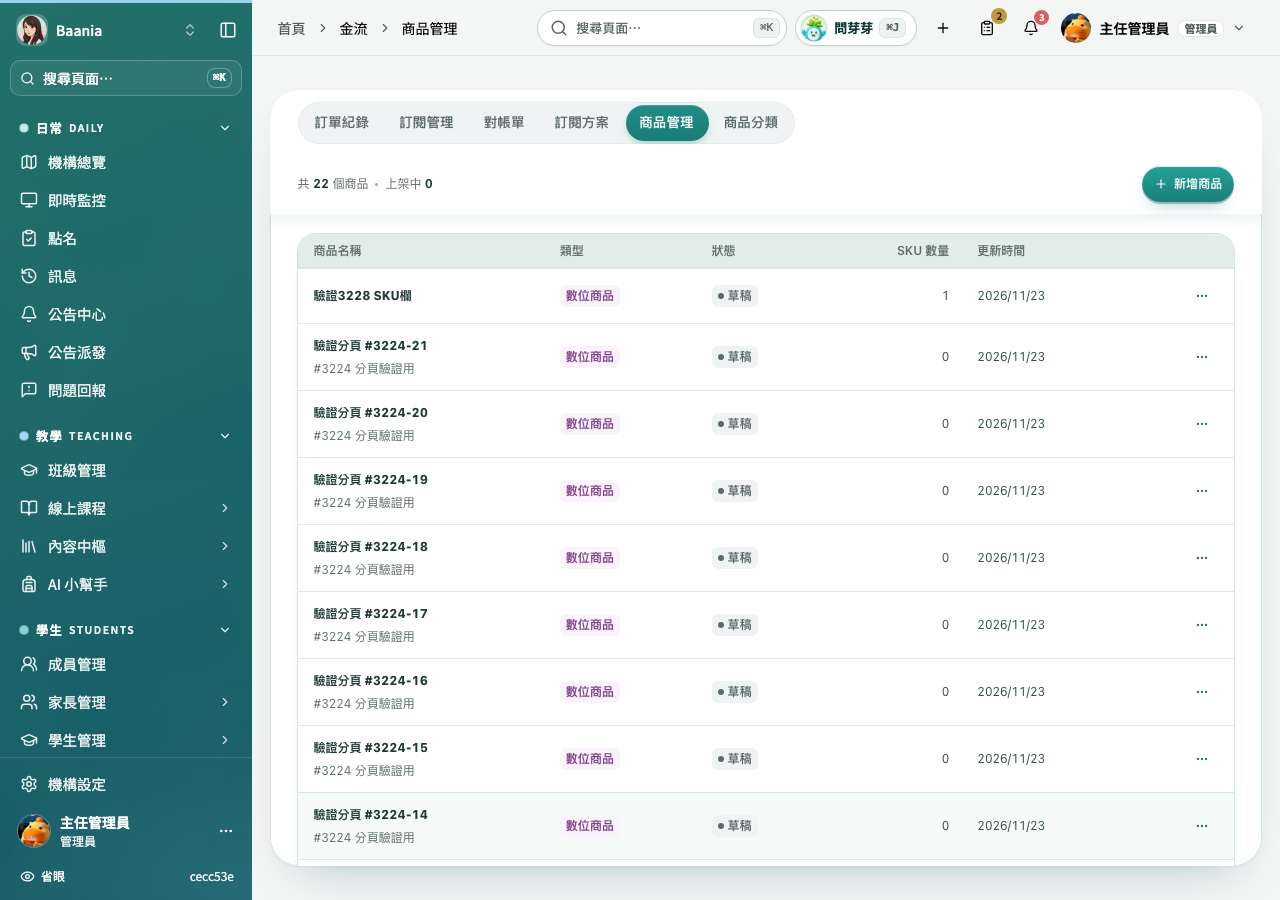 Baania
搜尋頁面… ⌘K
日常 DAILY
機構總覽
即時監控
點名
訊息
公告中心
公告派發
問題回報
教學 TEACHING
班級管理
線上課程
內容中樞
AI 小幫手
學生 STUDENTS
成員管理
家長管理
學生管理
機構設定
主任管理員
管理員
省眼 cecc53e
首頁 > 金流 > 商品管理
搜尋頁面… ⌘K
問芽芽 ⌘J
2
3
主任管理員 管理員
訂單紀錄 訂閱管理 對帳單 訂閱方案 商品管理 商品分類
共 22 個商品 • 上架中 0
+ 新增商品
商品名稱 類型 狀態 SKU 數量 更新時間
驗證3228 SKU欄 數位商品 草稿 1 2026/11/23 ···
驗證分頁 #3224-21
#3224 分頁驗證用
數位商品 草稿 0 2026/11/23 ···
驗證分頁 #3224-20
#3224 分頁驗證用
數位商品 草稿 0 2026/11/23 ···
驗證分頁 #3224-19
#3224 分頁驗證用
數位商品 草稿 0 2026/11/23 ···
驗證分頁 #3224-18
#3224 分頁驗證用
數位商品 草稿 0 2026/11/23 ···
驗證分頁 #3224-17
#3224 分頁驗證用
數位商品 草稿 0 2026/11/23 ···
驗證分頁 #3224-16
#3224 分頁驗證用
數位商品 草稿 0 2026/11/23 ···
驗證分頁 #3224-15
#3224 分頁驗證用
數位商品 草稿 0 2026/11/23 ···
驗證分頁 #3224-14
#3224 分頁驗證用
數位商品 草稿 0 2026/11/23 ···